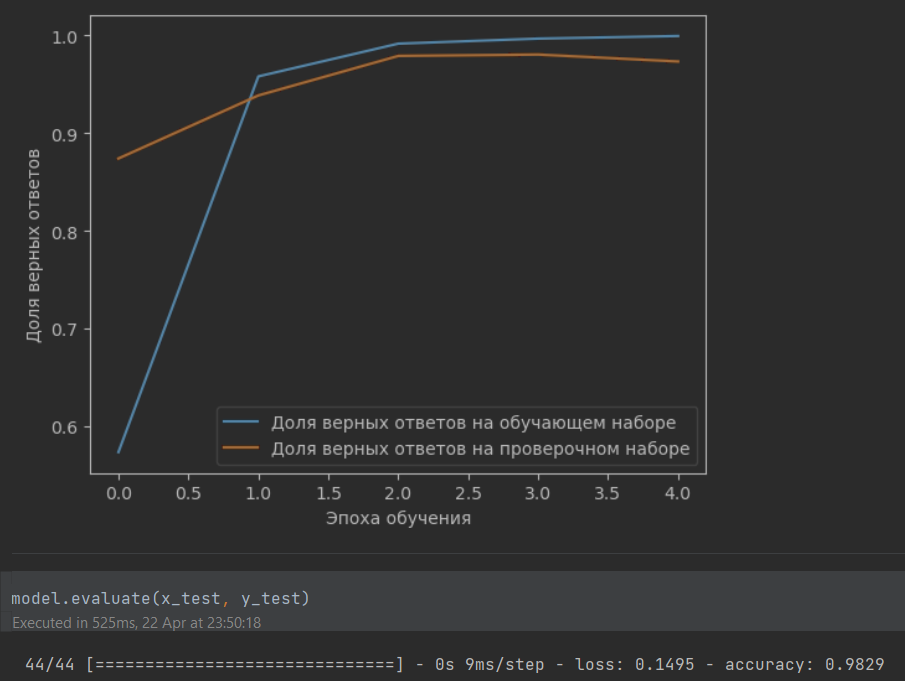 1.0
0.9
0.8
0.7
0.6
Доля верных ответов
Доля верных ответов на обучающем наборе
Доля верных ответов на проверочном наборе
0.0 0.5 1.0 1.5 2.0 2.5 3.0 3.5 4.0
Эпоха обучения
model.evaluate(x_test, y_test)
Executed in 525ms, 22 Apr at 23:50:18
44/44 [==============================] - 0s 9ms/step - loss: 0.1495 - accuracy: 0.9829